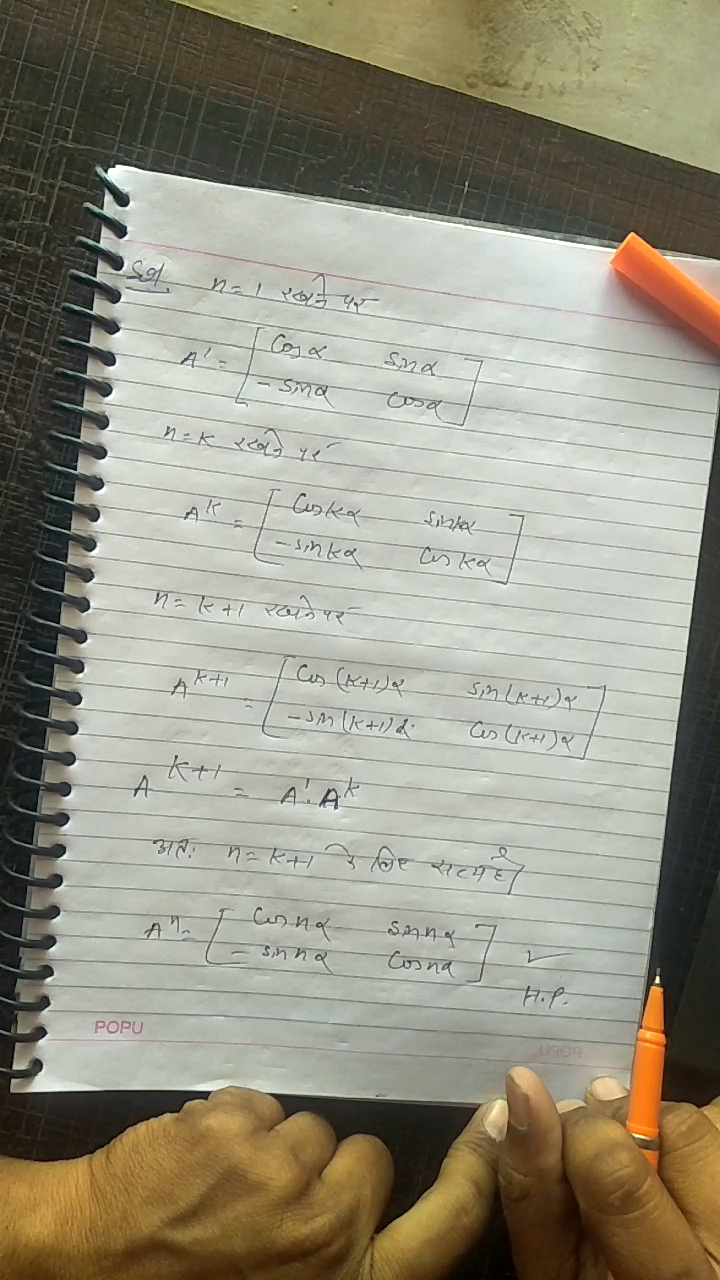 Sol. n=1 रखने पर
A' = [ Cosα sinα
-sinα cosα ]
n=k रखने पर
A^k = [ Coskα sinkα
-sinkα Coskα ]
n=k+1 रखने पर
A^k+1 = [ Cos(k+1)α sin(k+1)α
-sin(k+1)α Cos(k+1)α ]
A^k+1 = A'.A^k
अतः n=k+1 के लिए सत्य है।
A^n = [ Cosnα sinnα
-sinnα Cosnα ] ✓
H.P.
POPU